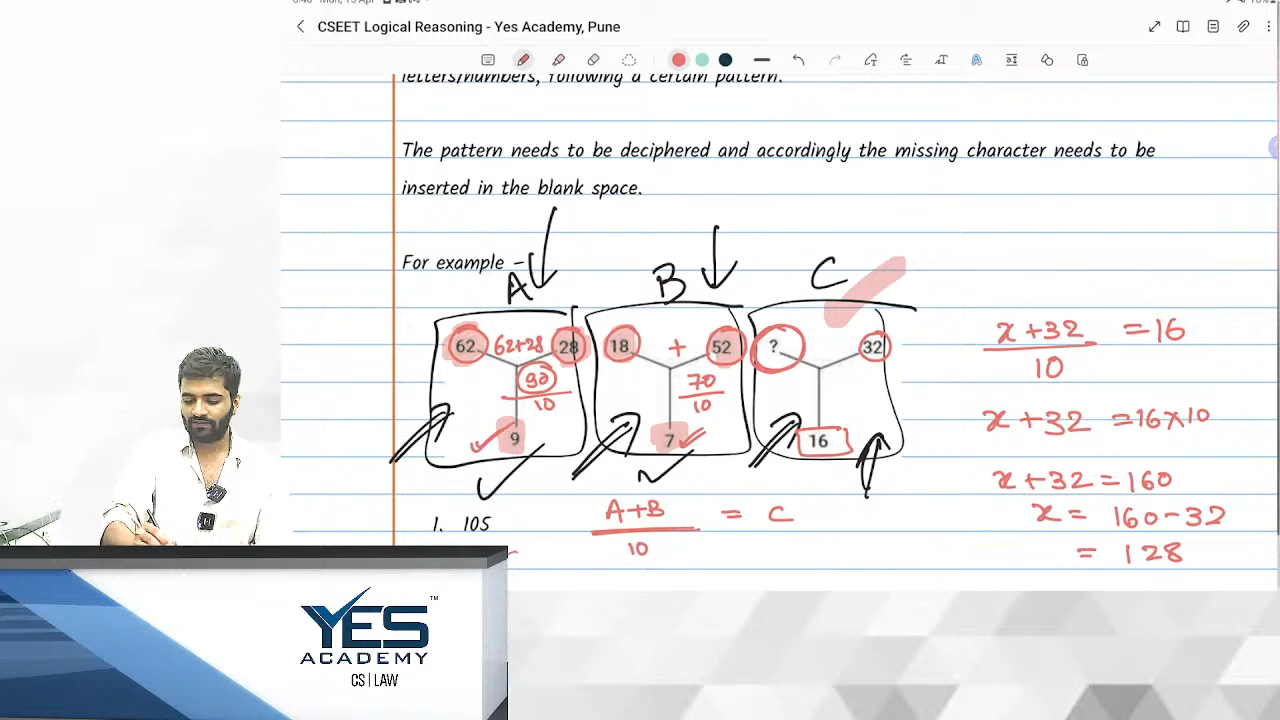 CSEET Logical Reasoning - Yes Academy, Pune
letters/numbers, following a certain pattern.
The pattern needs to be deciphered and accordingly the missing character needs to be
inserted in the blank space.
For example -
A
B
C
62 62+28 28
90
10
9
18 + 52
70
10
7
? 32
16
x+32 =16
10
x+32 =16x10
x+32 =160
x = 160-32
= 128
1. 105
A+B = C
10
YES
ACADEMY
CS | LAW
TM